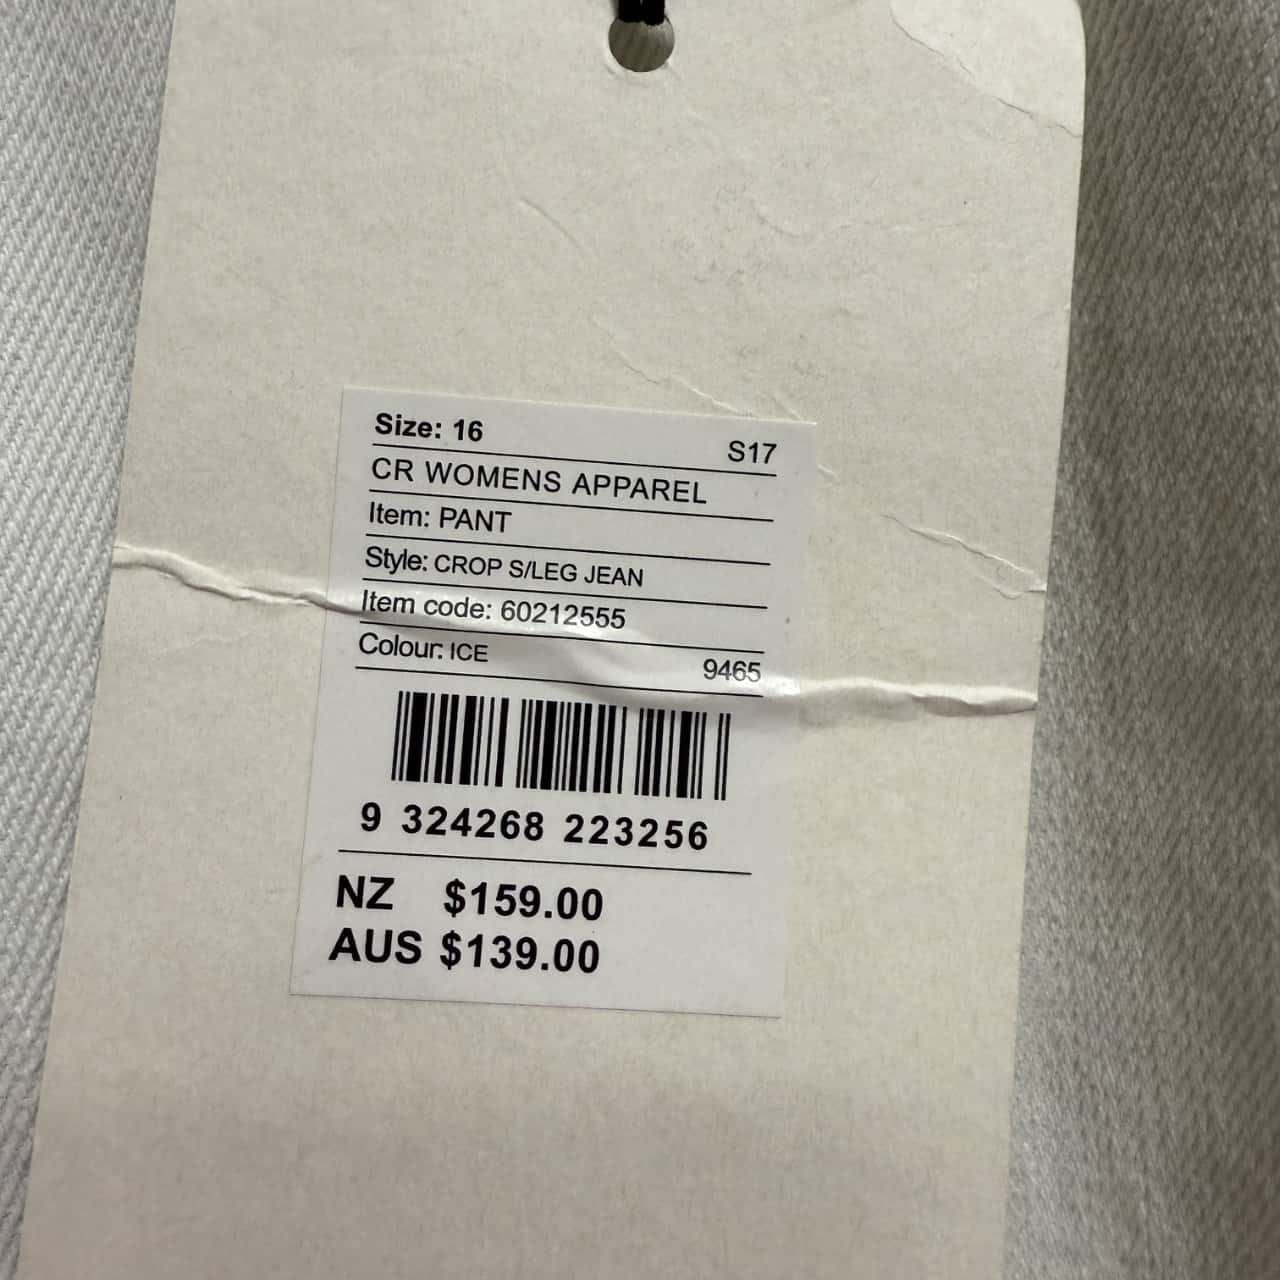 Size: 16 S17
CR WOMENS APPAREL
Item: PANT
Style: CROP S/LEG JEAN
Item code: 60212555
Colour: ICE 9465
9 324268 223256
NZ $159.00
AUS $139.00